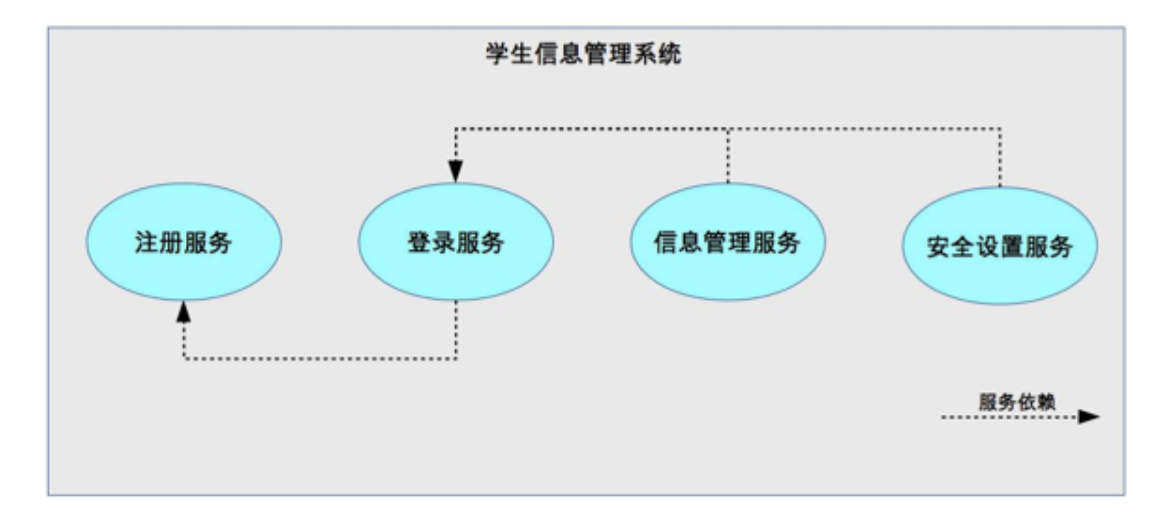 学生信息管理系统
注册服务
登录服务
信息管理服务
安全设置服务
服务依赖